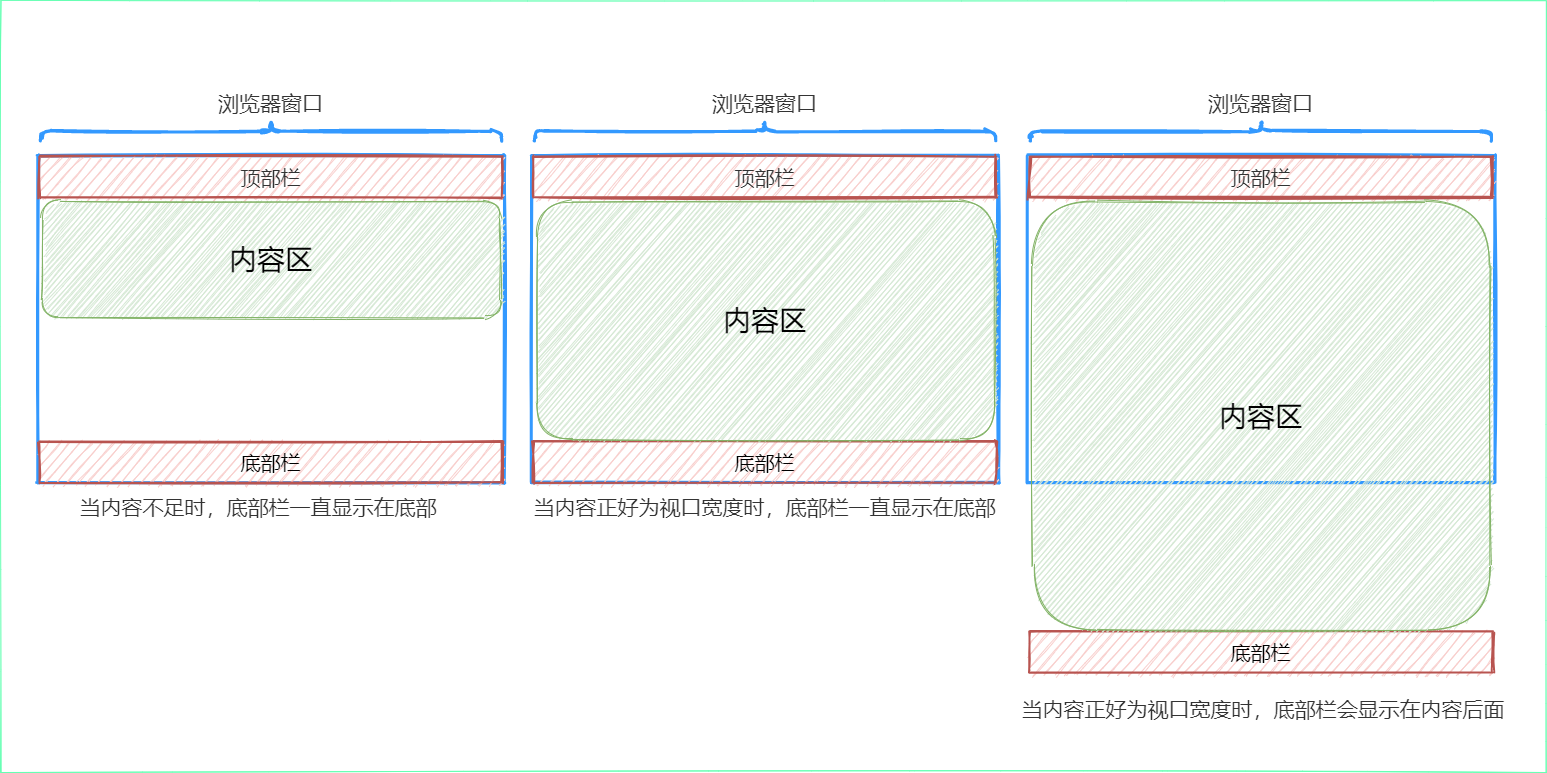 浏览器窗口
浏览器窗口
浏览器窗口
顶部栏
顶部栏
顶部栏
内容区
内容区
内容区
底部栏
底部栏
当内容不足时，底部栏一直显示在底部
当内容正好为视口宽度时，底部栏一直显示在底部
底部栏
当内容正好为视口宽度时，底部栏会显示在内容后面